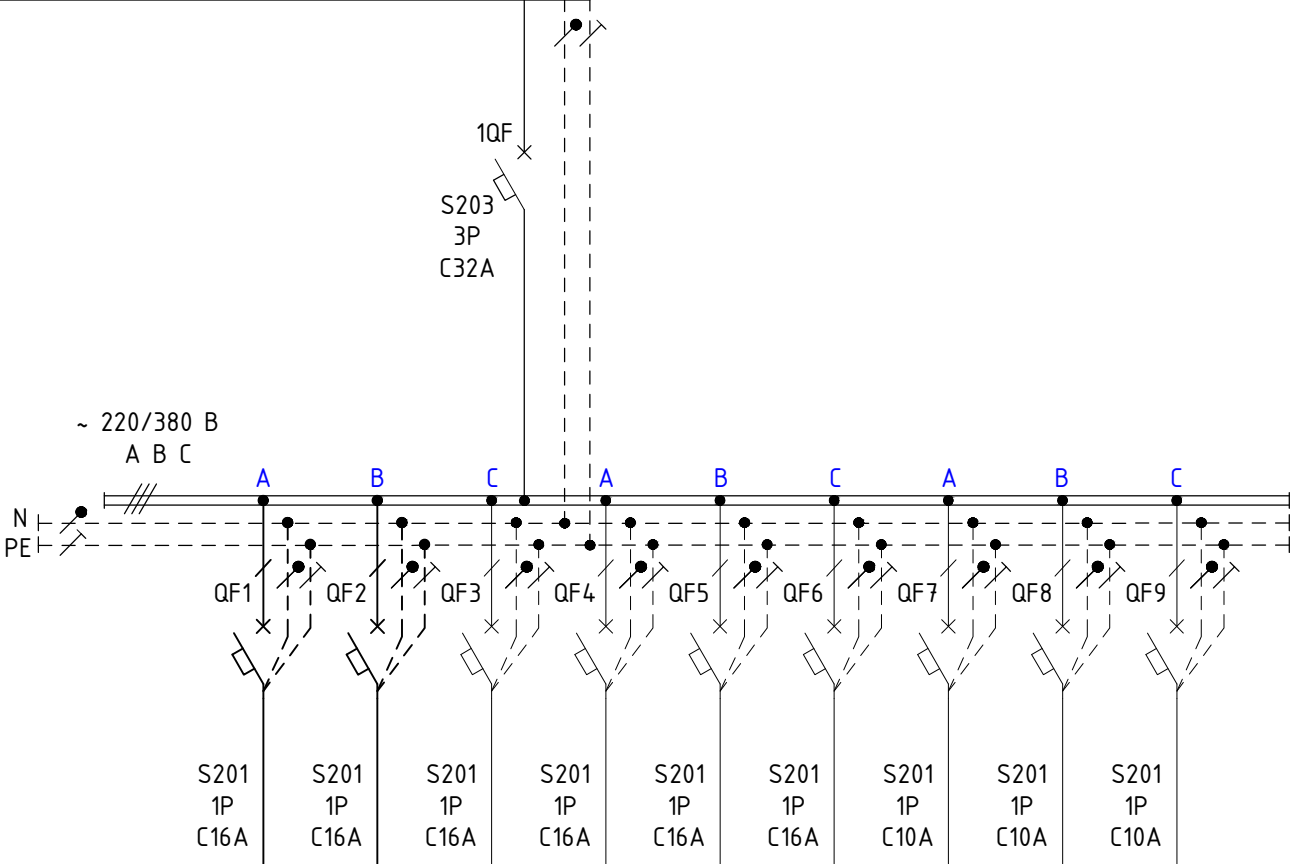 1QF
S203
3P
C32A
~ 220/380 В
A B C
A B C A B C A B C
N
PE
QF1 QF2 QF3 QF4 QF5 QF6 QF7 QF8 QF9
S201 S201 S201 S201 S201 S201 S201 S201 S201
1P 1P 1P 1P 1P 1P 1P 1P 1P
C16A C16A C16A C16A C16A C16A C10A C10A C10A